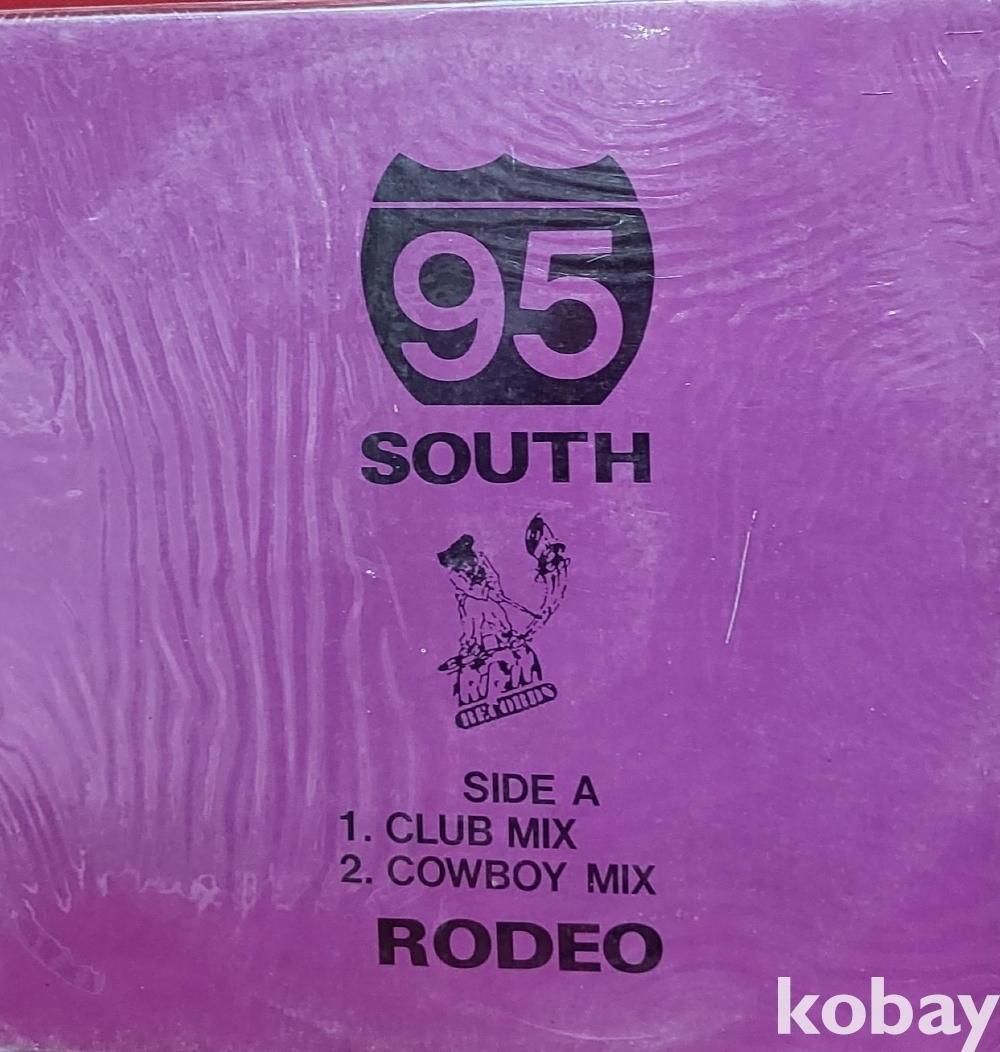 95
SOUTH
RECORDS
SIDE A
1. CLUB MIX
2. COWBOY MIX
RODEO
kobay